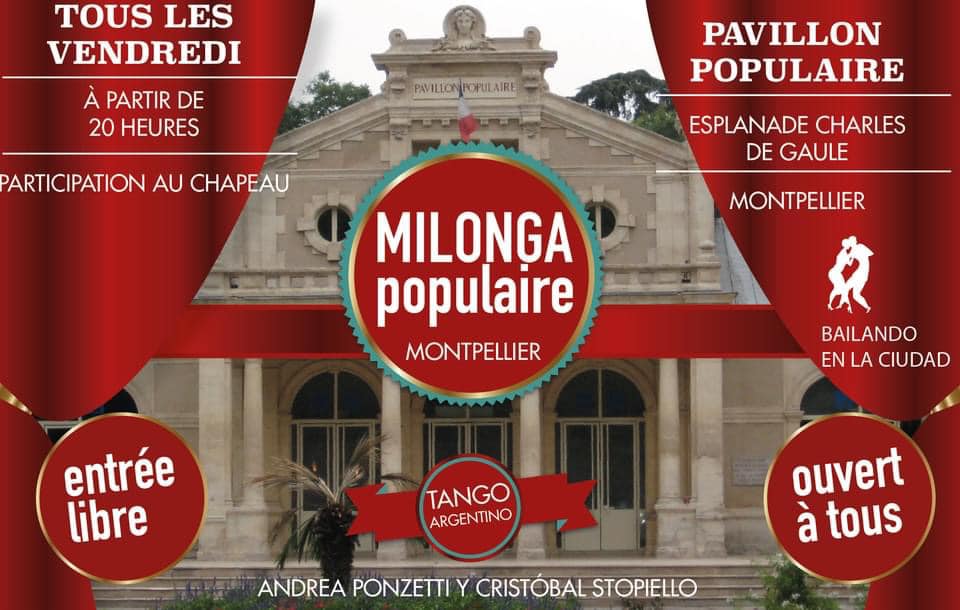 TOUS LES
VENDREDI
À PARTIR DE
20 HEURES
PARTICIPATION AU CHAPEAU
PAVILLON
POPULAIRE
ESPLANADE CHARLES
DE GAULE
MONTPELLIER
BAILANDO
EN LA CIUDAD
PAVILLON POPULAIRE
MILONGA
populaire
MONTPELLIER
entrée
libre
TANGO
ARGENTINO
ouvert
à tous
ANDREA PONZETTI Y CRISTÓBAL STOPIELLO